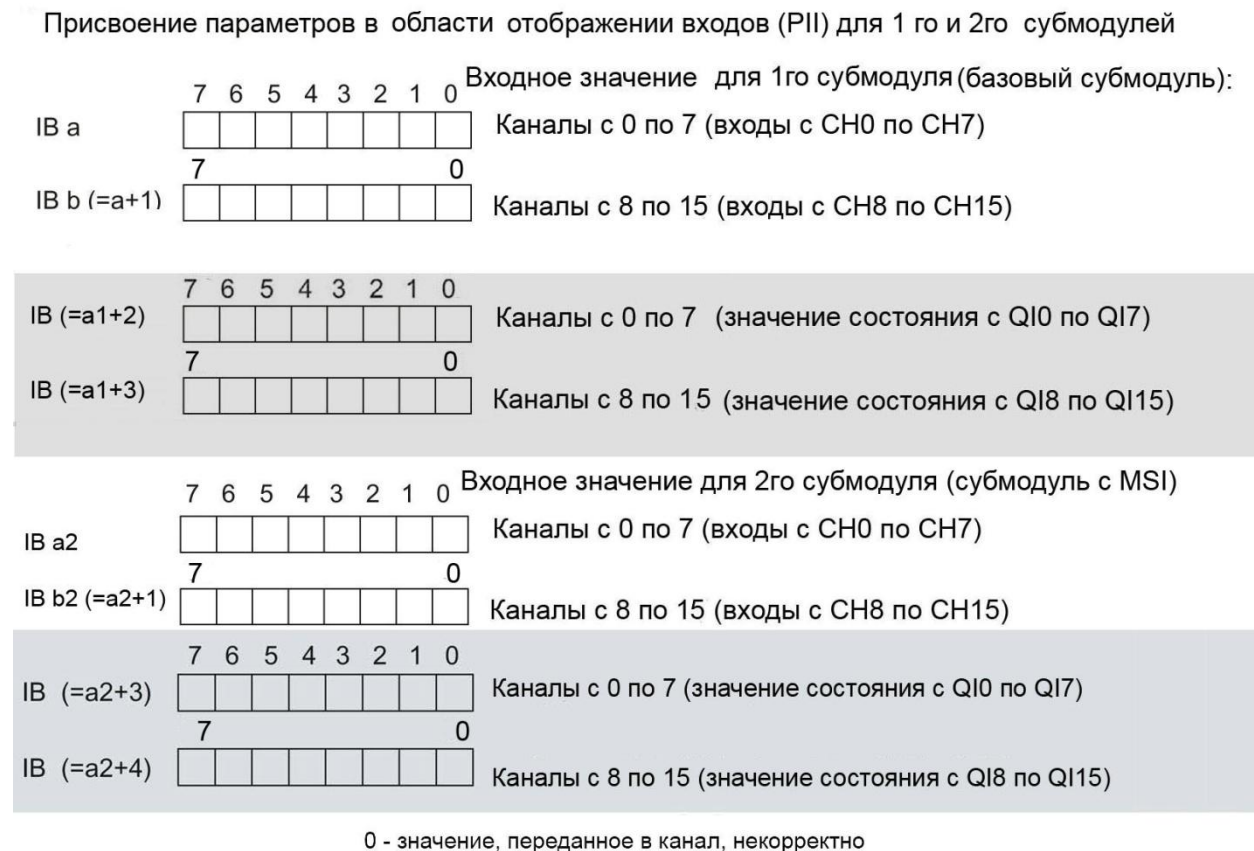 Присвоение параметров в области отображении входов (PII) для 1 го и 2го субмодулей
Входное значение для 1го субмодуля (базовый субмодуль):
7 6 5 4 3 2 1 0
IB a Каналы с 0 по 7 (входы с CH0 по CH7)
7 0
IB b (=a+1) Каналы с 8 по 15 (входы с CH8 по CH15)
7 6 5 4 3 2 1 0
IB (=a1+2) Каналы с 0 по 7 (значение состояния с QI0 по QI7)
7 0
IB (=a1+3) Каналы с 8 по 15 (значение состояния с QI8 по QI15)
Входное значение для 2го субмодуля (субмодуль с MSI)
7 6 5 4 3 2 1 0
IB a2 Каналы с 0 по 7 (входы с CH0 по CH7)
7 0
IB b2 (=a2+1) Каналы с 8 по 15 (входы с CH8 по CH15)
7 6 5 4 3 2 1 0
IB (=a2+3) Каналы с 0 по 7 (значение состояния с QI0 по QI7)
7 0
IB (=a2+4) Каналы с 8 по 15 (значение состояния с QI8 по QI15)
0 - значение, переданное в канал, некорректно